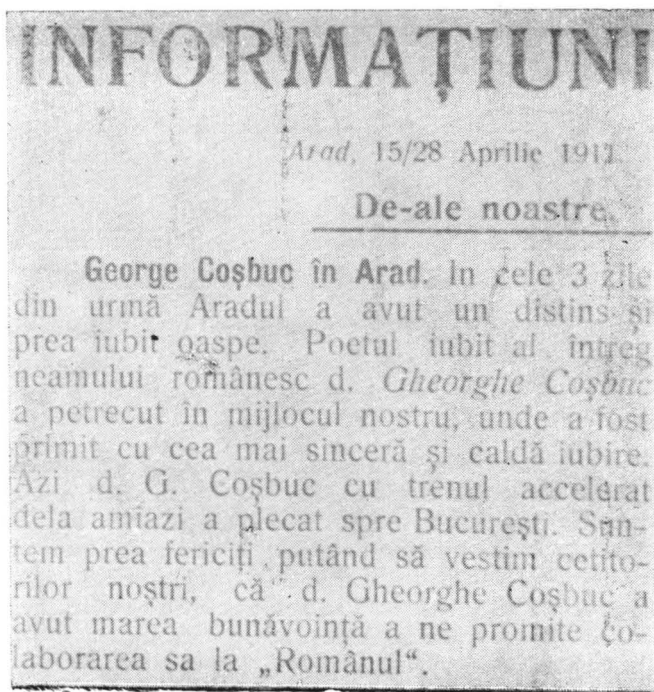 INFORMAȚIUNI
Arad, 15/28 Aprilie 1911.
De-ale noastre.
George Coșbuc în Arad. In cele 3 zile
din urmă Aradul a avut un distins și
prea iubit oaspe. Poetul iubit al întreg
neamului românesc d. Gheorghe Coșbuc
a petrecut în mijlocul nostru, unde a fost
primit cu cea mai sinceră și caldă iubire.
Azi d. G. Coșbuc cu trenul accelerat
dela amiazi a plecat spre București. Sun-
tem prea fericiți putând să vestim cetito-
rilor noștri, că d. Gheorghe Coșbuc a
avut marea bunăvoință a ne promite co-
laborarea sa la „Românul“.